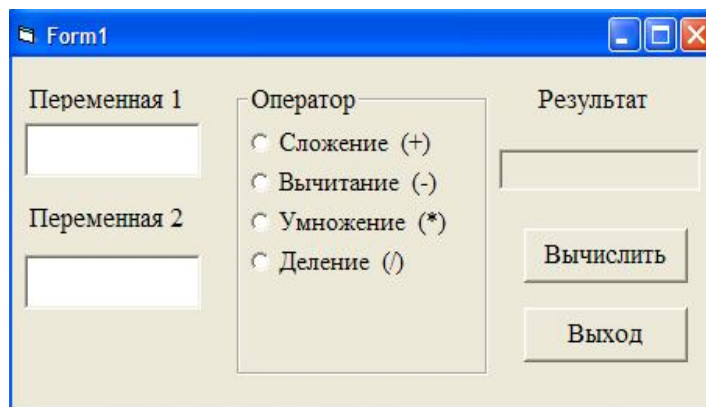 Form1
Переменная 1
Переменная 2
Оператор
Сложение (+)
Вычитание (-)
Умножение (*)
Деление (/)
Результат
Вычислить
Выход